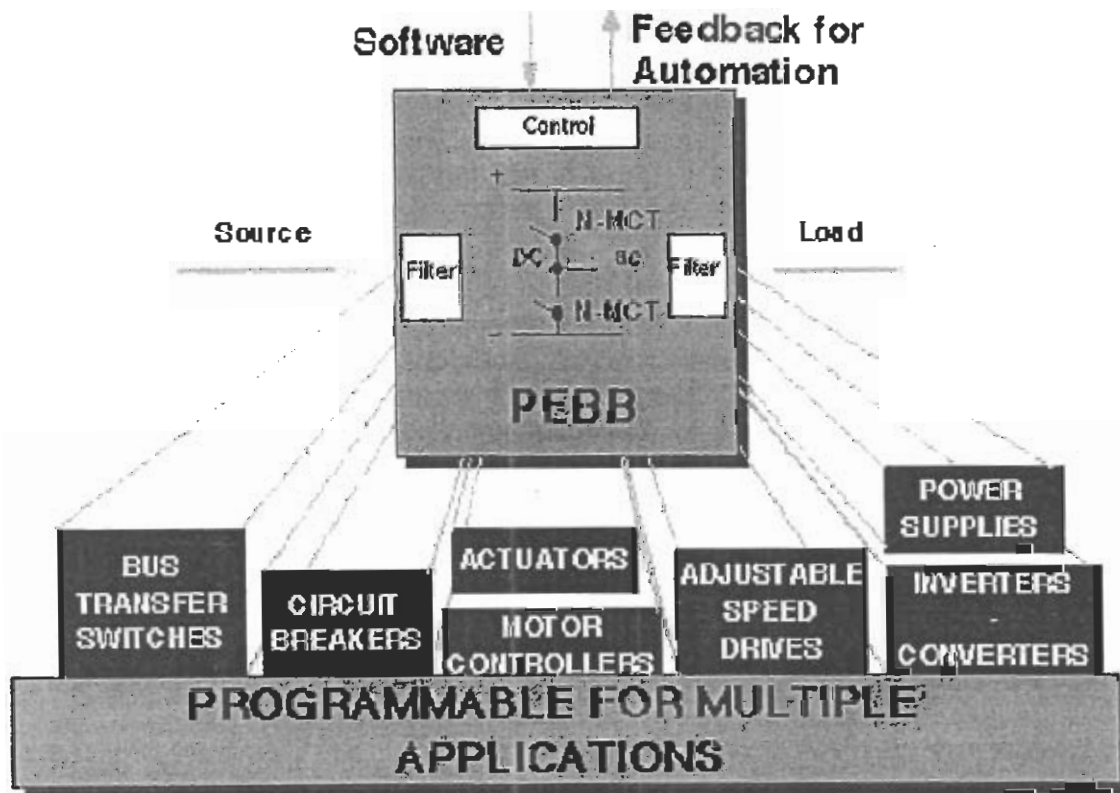 Software
Feedback for
Automation
Control
+
N-MCT
Source
Load
Filter
DC
ac
Filter
-
N-MCT
PEBB
POWER
SUPPLIES
BUS
TRANSFER
SWITCHES
CIRCUIT
BREAKERS
ACTUATORS
MOTOR
CONTROLLERS
ADJUSTABLE
SPEED
DRIVES
INVERTERS
-
CONVERTERS
PROGRAMMABLE FOR MULTIPLE
APPLICATIONS